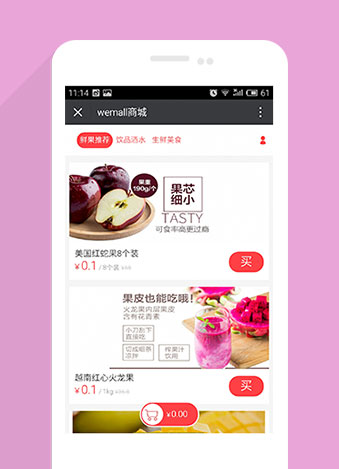 11:14
61
wemall商城
鲜果推荐 饮品酒水 生鲜美食
果重
190g/个
果芯
细小
TASTY
可食率高更过瘾
美国红蛇果8个装
¥0.1 / 8个装
买
果皮也能吃哦!
火龙果内层果皮
含有花青素
小刀刮下
直接吃
切成细条
凉拌
榨果汁
饮用
越南红心火龙果
¥0.1 / 1kg
买
¥0.00